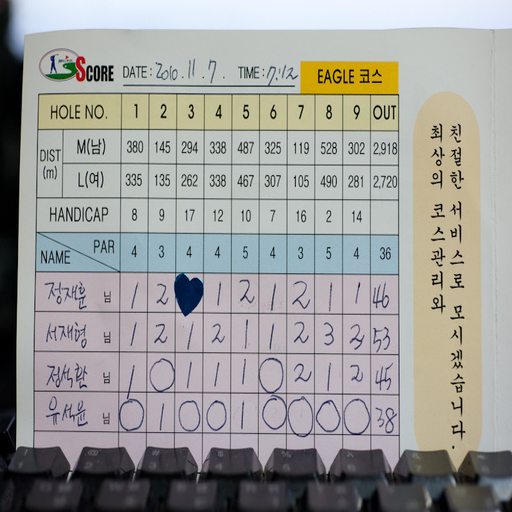 SCORE DATE: 2010. 11. 7. TIME: 7:12 EAGLE 코스
HOLE NO. 1 2 3 4 5 6 7 8 9 OUT
DIST (m) M(남) 380 145 294 338 487 325 119 528 302 2,918
L(여) 335 135 262 338 467 307 105 490 281 2,720
HANDICAP 8 9 17 12 10 7 16 2 14
NAME PAR 4 3 4 4 5 4 3 5 4 36
정재훈 님 1 2 1 2 1 2 1 1 46
서재형 님 1 2 1 2 1 1 2 3 2 53
정석환 님 1 0 1 1 1 0 2 1 2 45
유석윤 님 0 1 0 0 1 0 0 0 0 38
친절한 서비스로 모시겠습니다.
최상의 코스관리와